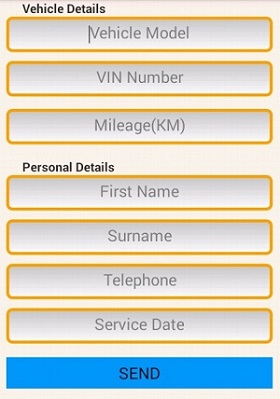 Vehicle Details
Vehicle Model
VIN Number
Mileage(KM)
Personal Details
First Name
Surname
Telephone
Service Date
SEND